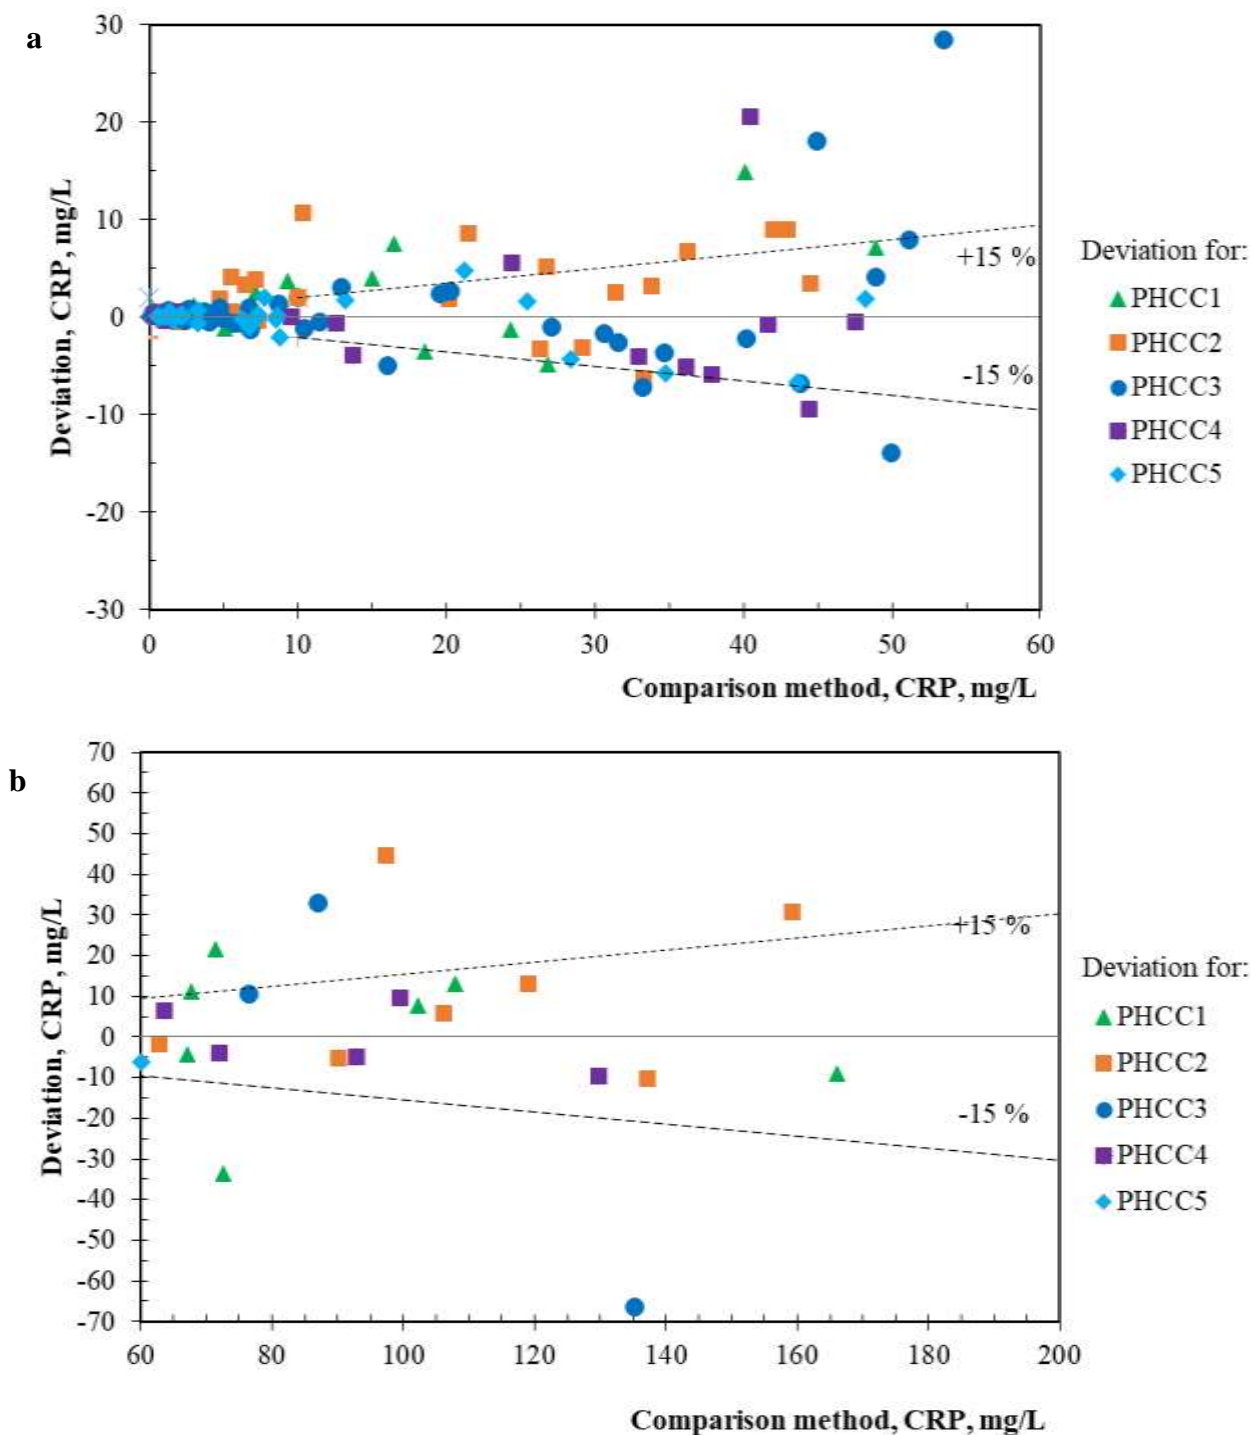 a
30
20
10
0
-10
-20
-30
0 10 20 30 40 50 60
Deviation, CRP, mg/L
Comparison method, CRP, mg/L
+15 %
-15 %
Deviation for:
PHCC1
PHCC2
PHCC3
PHCC4
PHCC5
b
70
60
50
40
30
20
10
0
-10
-20
-30
-40
-50
-60
-70
60 80 100 120 140 160 180 200
Deviation, CRP, mg/L
Comparison method, CRP, mg/L
+15 %
-15 %
Deviation for:
PHCC1
PHCC2
PHCC3
PHCC4
PHCC5